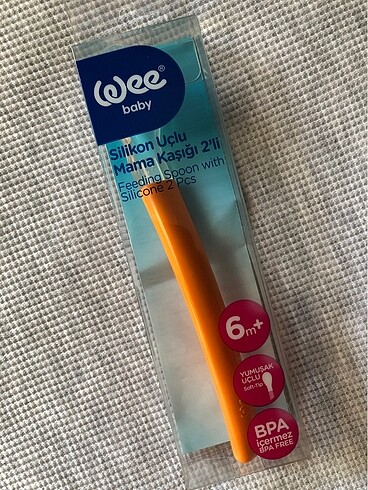 wee®
baby
Silikon Uçlu
Mama Kaşığı 2'li
Feeding Spoon with
Silicone 2 Pcs
6m+
YUMUŞAK
UÇLU
Soft-Tip
BPA
içermez
BPA FREE